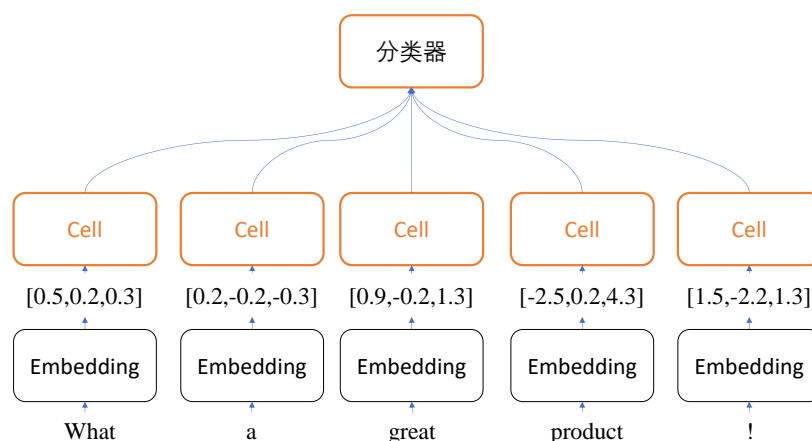 分类器
Cell Cell Cell Cell Cell
[0.5,0.2,0.3] [0.2,-0.2,-0.3] [0.9,-0.2,1.3] [-2.5,0.2,4.3] [1.5,-2.2,1.3]
Embedding Embedding Embedding Embedding Embedding
What a great product !